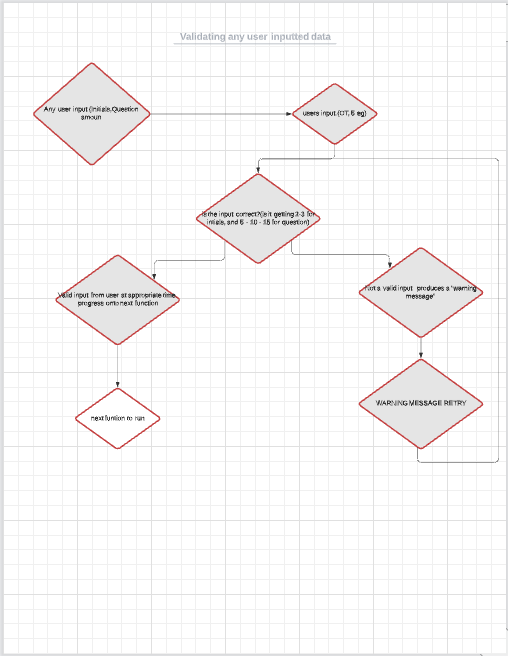 Validating any user inputted data
Any user input (Initials,Question
amoun
users input.(OT, 5 eg)
is the input correct?(is it getting 2-3 for
intials, and 5 - 10 - 15 for question)
Valid input from user at appropriate time,
progress onto next function
Not a valid input produces a "warning
message"
next funtion to run
WARNING MESSAGE RETRY